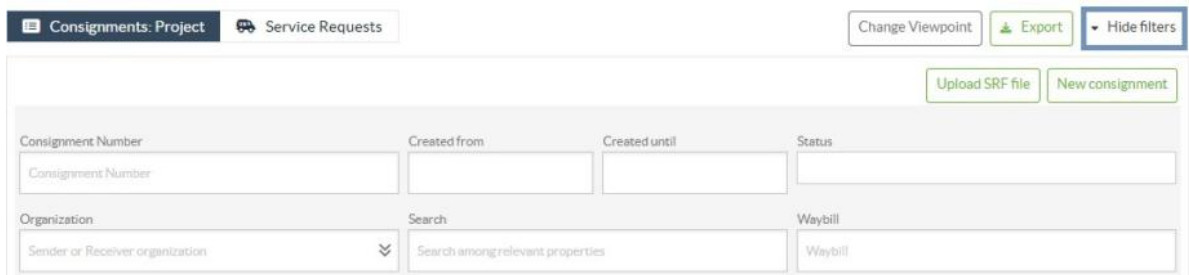 Consignments: Project Service Requests Change Viewpoint Export Hide filters
Upload SRF file New consignment
Consignment Number Created from Created until Status
Consignment Number
Organization Search Waybill
Sender or Receiver organization Search among relevant properties Waybill